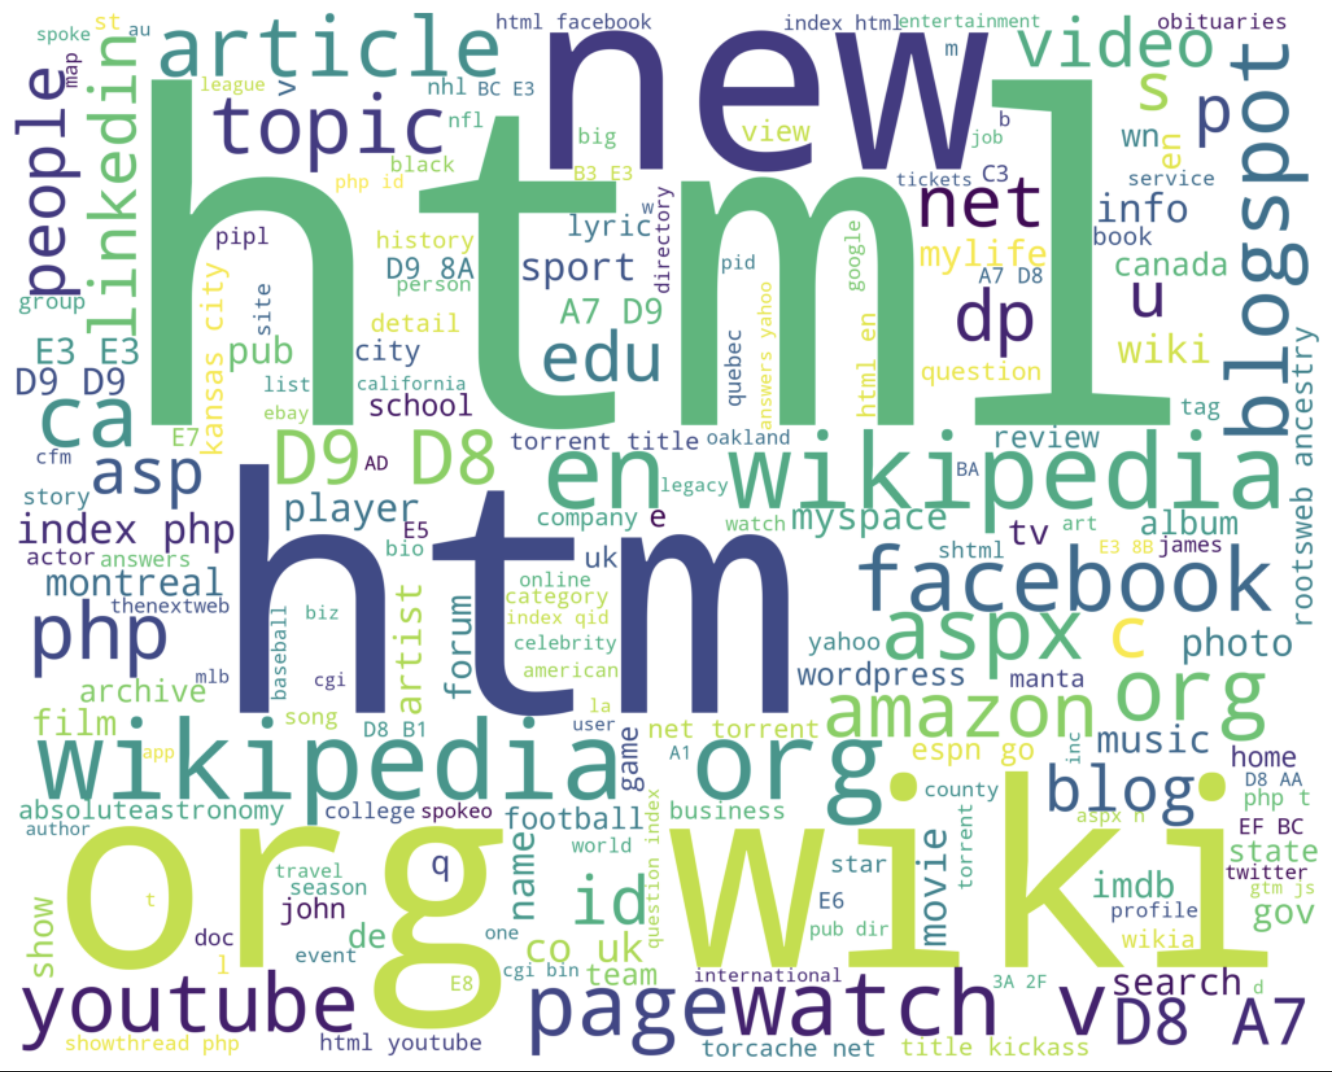 st
au
spoke
html facebook
index html
entertainment
obituaries
article
new
m
video
linkedin
people
map
league
v
nhl
BC E3
s
p
blogspot
topic
nfl
big
view
b
job
wn
en
black
php id
B3 E3
tickets
C3
service
html
w
directory
net
info
book
pipl
history
lyric
D9 8A
person
sport
pid
google
mylife
A7 D8
canada
group
kansas city
site
detail
A7 D9
dp
u
E3 E3
pub
city
edu
quebec
answers yahoo
html en
question
wiki
D9 D9
list
california
ebay
school
tag
rootsweb ancestry
ca
E7
D9 D8
AD
torrent title
oakland
review
cfm
asp
en wikipedia
BA
legacy
story
player
index php
E5
company
e
watch
myspace
tv
art
album
actor
answers
bio
uk
shtml
E3 8B
james
montreal
htm
online
category
index qid
facebook
thenextweb
php
baseball
biz
artist
forum
celebrity
american
yahoo
aspx
c
photo
mlb
cgi
wordpress
manta
archive
la
user
amazon
org
film
song
D8 B1
net torrent
wikipedia org
app
game
A1
espn go
inc
music
home
D8 AA
absoluteastronomy
college
spokeo
football
business
county
blog
php t
author
aspx n
EF BC
org wiki
q
name
world
question index
star
movie
torrent
state
twitter
travel
season
t
john
id
E6
imdb
profile
gtm js
gov
show
doc
de
one
pub dir
wikia
l
event
co uk
cgi bin
team
international
E8
3A 2F
search
d
youtube
page
watch v
D8 A7
showthread php
html youtube
torcache net
title kickass